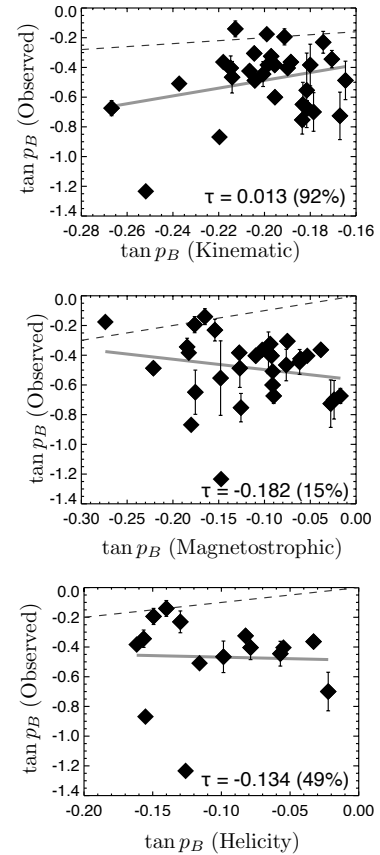 0.0
-0.2
-0.4
-0.6
-0.8
-1.0
-1.2
-1.4
tan p_B (Observed)
τ = 0.013 (92%)
-0.28 -0.26 -0.24 -0.22 -0.20 -0.18 -0.16
tan p_B (Kinematic)
0.0
-0.2
-0.4
-0.6
-0.8
-1.0
-1.2
-1.4
tan p_B (Observed)
τ = -0.182 (15%)
-0.30 -0.25 -0.20 -0.15 -0.10 -0.05 0.00
tan p_B (Magnetostrophic)
0.0
-0.2
-0.4
-0.6
-0.8
-1.0
-1.2
-1.4
tan p_B (Observed)
τ = -0.134 (49%)
-0.20 -0.15 -0.10 -0.05 0.00
tan p_B (Helicity)